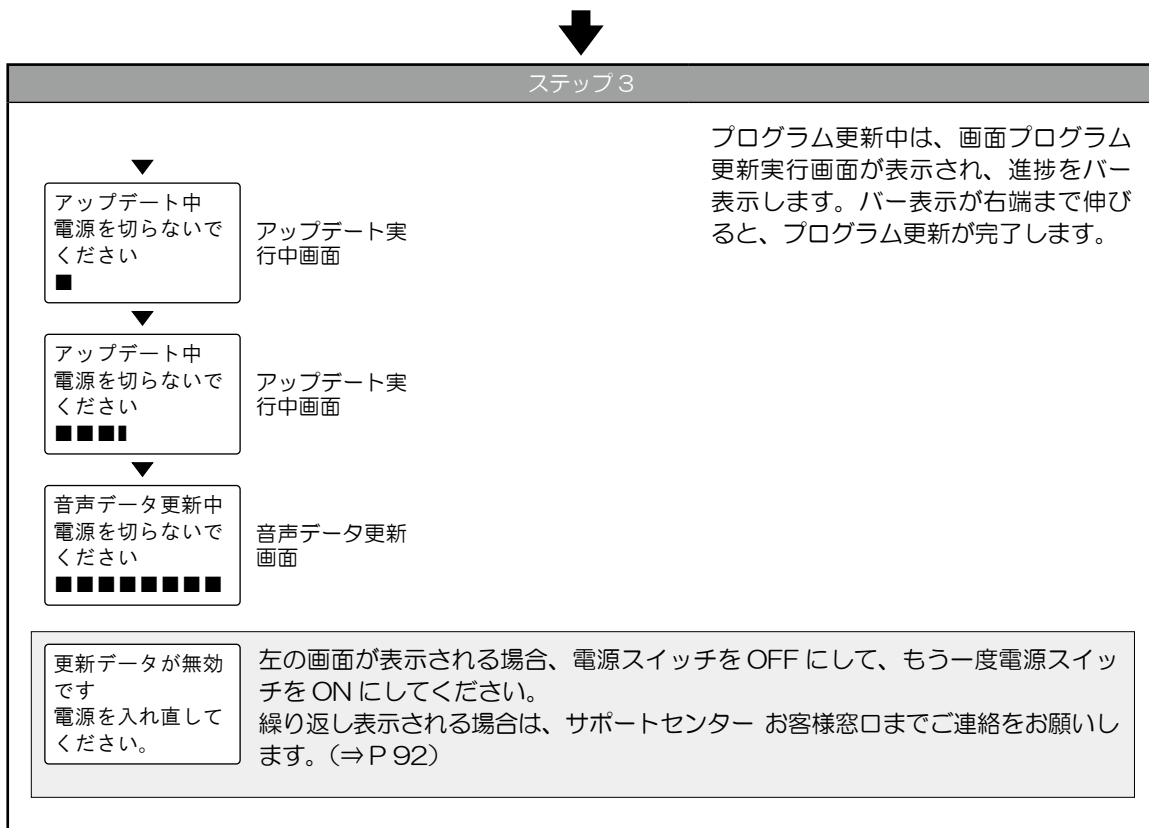 ステップ3
プログラム更新中は、画面プログラム
更新実行画面が表示され、進捗をバー
表示します。バー表示が右端まで伸び
ると、プログラム更新が完了します。
アップデート中
電源を切らないで
ください
アップデート実
行中画面
アップデート中
電源を切らないで
ください
アップデート実
行中画面
音声データ更新中
電源を切らないで
ください
音声データ更新
画面
更新データが無効
です
電源を入れ直して
ください。
左の画面が表示される場合、電源スイッチを OFF にして、もう一度電源スイッ
チを ON にしてください。
繰り返し表示される場合は、サポートセンター お客様窓口までご連絡をお願いし
ます。(⇒P 92)